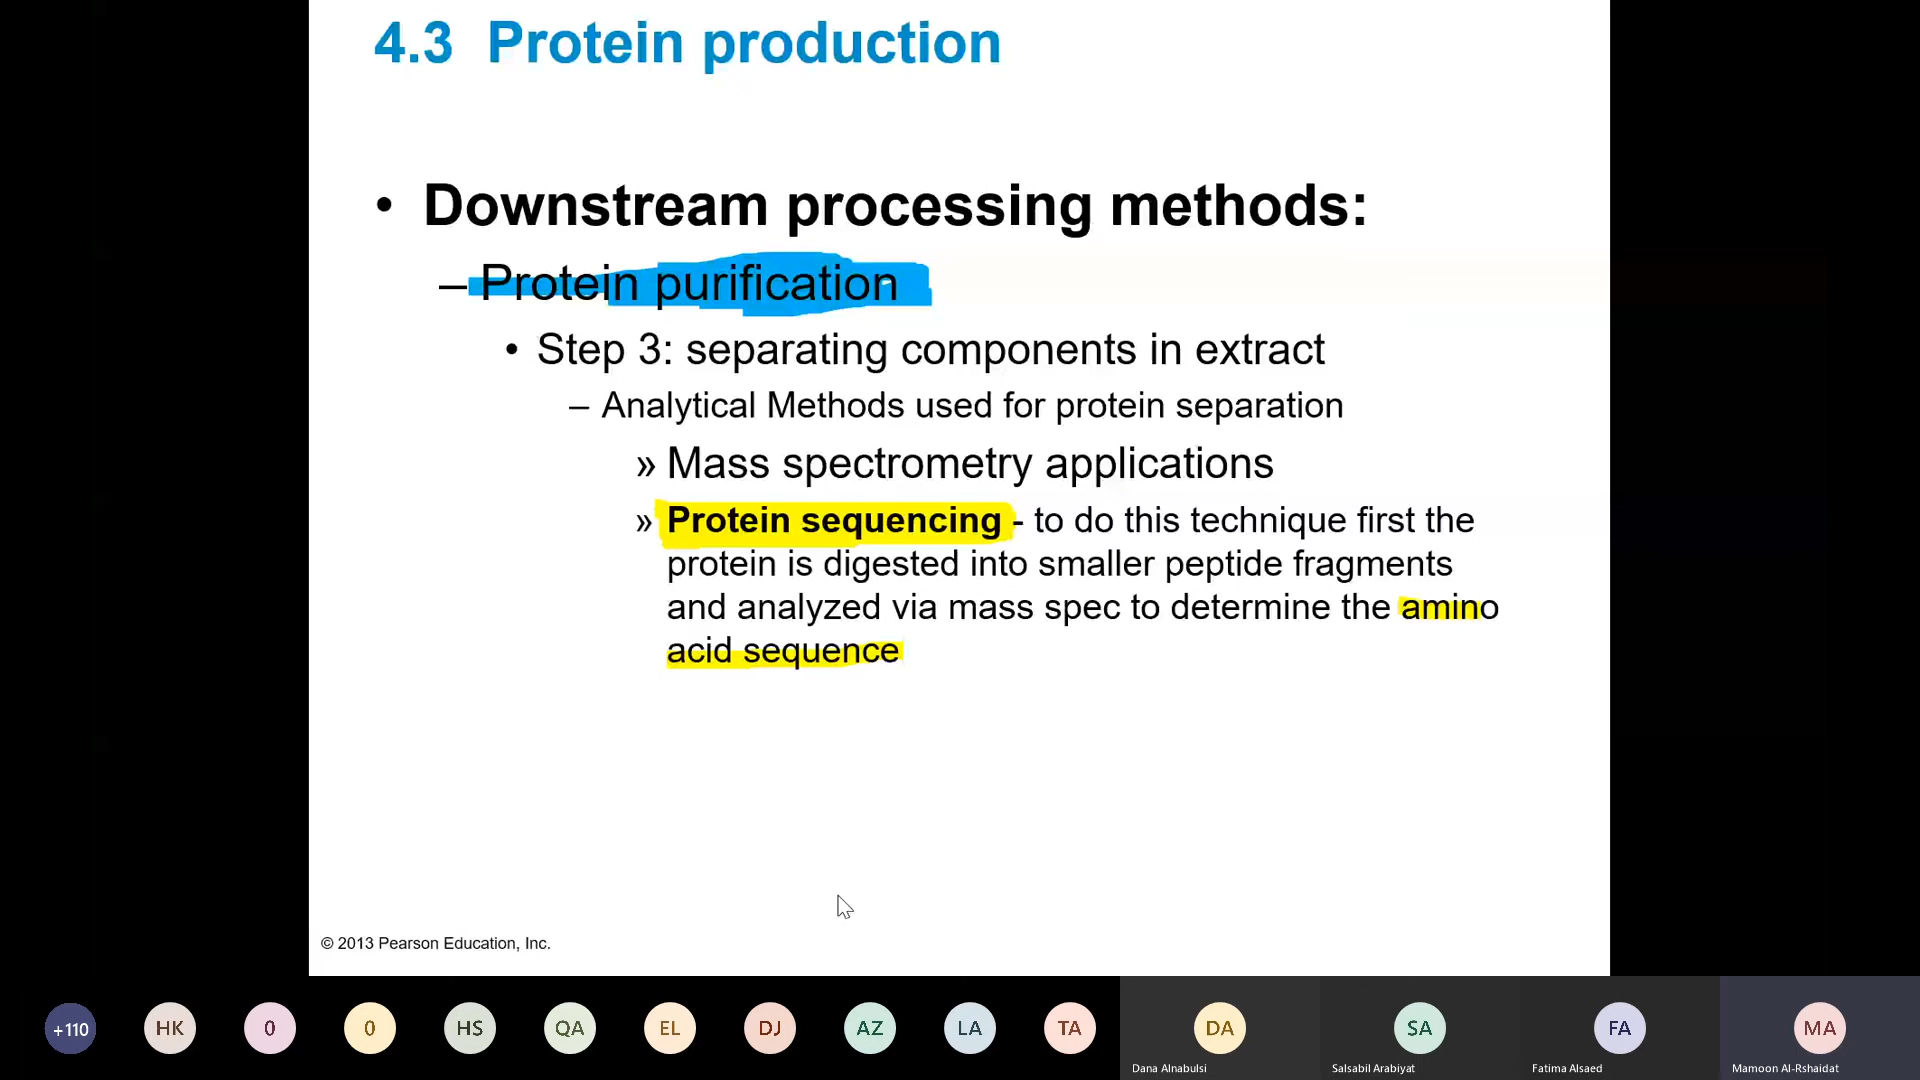 4.3 Protein production
• Downstream processing methods:
– Protein purification
• Step 3: separating components in extract
– Analytical Methods used for protein separation
» Mass spectrometry applications
» Protein sequencing - to do this technique first the
protein is digested into smaller peptide fragments
and analyzed via mass spec to determine the amino
acid sequence
© 2013 Pearson Education, Inc.
+110 HK 0 0 HS QA EL DJ AZ LA TA DA SA FA MA
Dana Alnabulsi Salsabil Arabiyat Fatima Alsaed Mamoon Al-Rshaidat